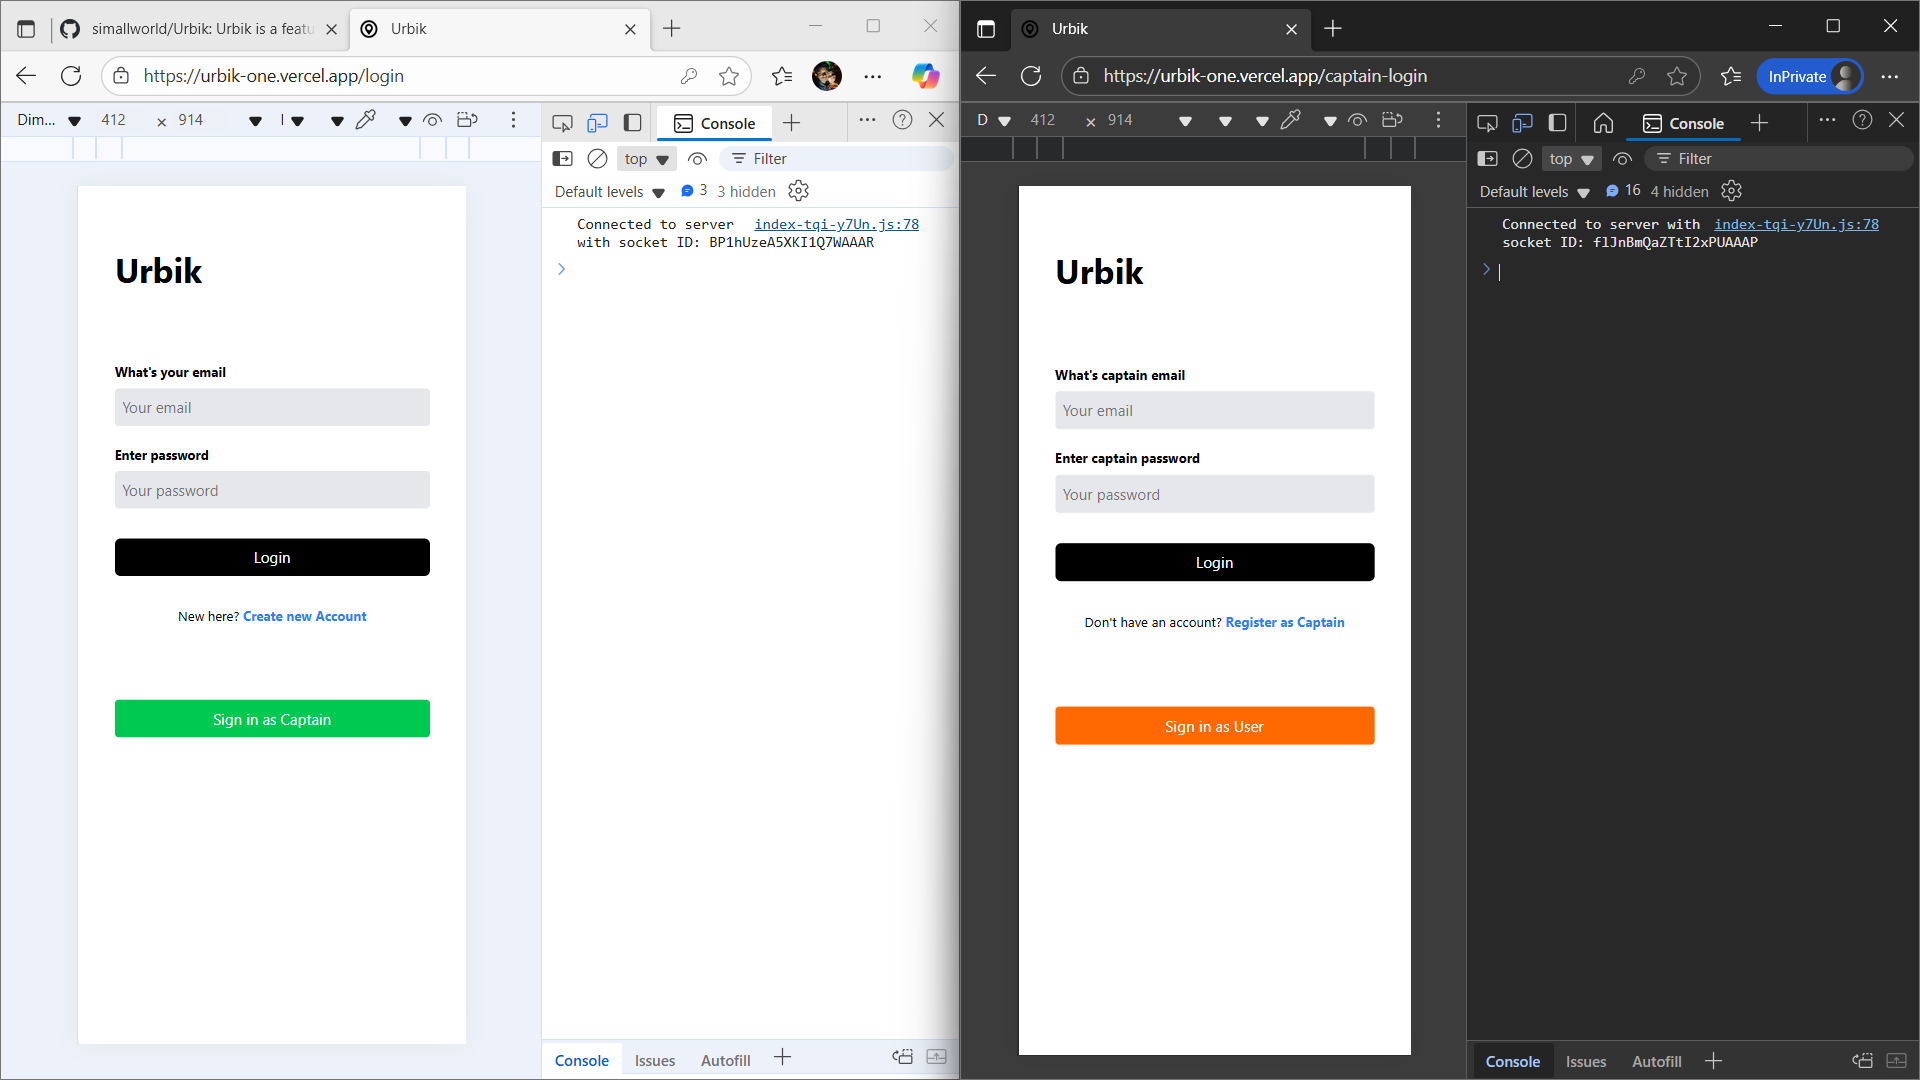 simallworld/Urbik: Urbik is a featu
Urbik
https://urbik-one.vercel.app/login
Dim... 412 × 914
Console
top Filter
Default levels 3 3 hidden
Connected to server index-tqi-y7Un.js:78
with socket ID: BP1hUzeA5XKI1Q7WAAAR
Urbik
What's your email
Your email
Enter password
Your password
Login
New here? Create new Account
Sign in as Captain
Console Issues Autofill
Urbik
https://urbik-one.vercel.app/captain-login
InPrivate
D 412 × 914
Console
top Filter
Default levels 16 4 hidden
Connected to server with index-tqi-y7Un.js:78
socket ID: flJnBmQaZTtI2xPUAAAP
Urbik
What's captain email
Your email
Enter captain password
Your password
Login
Don't have an account? Register as Captain
Sign in as User
Console Issues Autofill